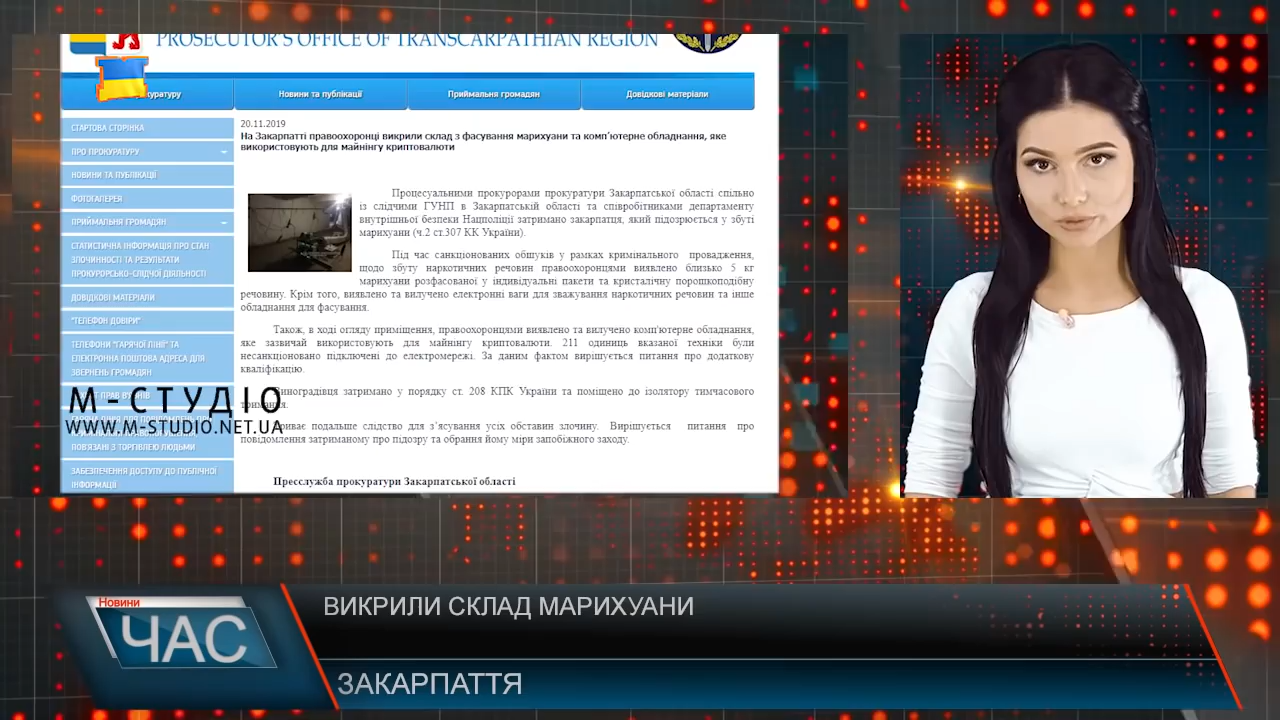 PROSECUTOR'S OFFICE OF TRANSCARPATHIAN REGION
Новини та публікації
Приймальня громадян
Довідкові матеріали
СТАРТОВА СТОРІНКА
ПРО ПРОКУРАТУРУ
НОВИНИ ТА ПУБЛІКАЦІЇ
ФОТОГАЛЕРЕЯ
ПРИЙМАЛЬНЯ ГРОМАДЯН
СТАТИСТИЧНА ІНФОРМАЦІЯ ПРО СТАН
ЗЛОЧИННОСТІ ТА РЕЗУЛЬТАТИ
ПРОКУРОРСЬКО-СЛІДЧОЇ ДІЯЛЬНОСТІ
ДОВІДКОВІ МАТЕРІАЛИ
"ТЕЛЕФОН ДОВІРИ"
ТЕЛЕФОНИ "ГАРЯЧОЇ ЛІНІЇ" ТА
ЕЛЕКТРОННА ПОШТОВА АДРЕСА ДЛЯ
ЗВЕРНЕНЬ ГРОМАДЯН
ПОВ'ЯЗАНІ З ТОРГІВЛЕЮ ЛЮДЬМИ
ЗАБЕЗПЕЧЕННЯ ДОСТУПУ ДО ПУБЛІЧНОЇ
ІНФОРМАЦІЇ
20.11.2019
На Закарпатті правоохоронці викрили склад з фасування марихуани та комп'ютерне обладнання, яке
використовують для майнінгу криптовалюти
Процесуальними прокурорами прокуратури Закарпатської області спільно
із слідчими ГУНП в Закарпатській області та співробітниками департаменту
внутрішньої безпеки Нацполіції затримано закарпатця, який підозрюється у збуті
марихуани (ч.2 ст.307 КК України).
Під час санкціонованих обшуків у рамках кримінального провадження,
щодо збуту наркотичних речовин правоохоронцями виявлено близько 5 кг
марихуани розфасованої у індивідуальні пакети та кристалічну порошкоподібну
речовину. Крім того, виявлено та вилучено електронні ваги для зважування наркотичних речовин та інше
обладнання для фасування.
Також, в ході огляду приміщення, правоохоронцями виявлено та вилучено комп'ютерне обладнання,
яке зазвичай використовують для майнінгу криптовалюти. 211 одиниць вказаної техніки були
несанкціоновано підключені до електромережі. За даним фактом вирішується питання про додаткову
кваліфікацію.
Виноградівця затримано у порядку ст. 208 КПК України та поміщено до ізолятору тимчасового
тримання.
Триває подальше слідство для з'ясування усіх обставин злочину. Вирішується питання про
повідомлення затриманому про підозру та обрання йому міри запобіжного заходу.
Пресслужба прокуратури Закарпатської області
М-СТУДІО
WWW.M-STUDIO.NET.UA
Новини
ЧАС
ВИКРИЛИ СКЛАД МАРИХУАНИ
ЗАКАРПАТТЯ